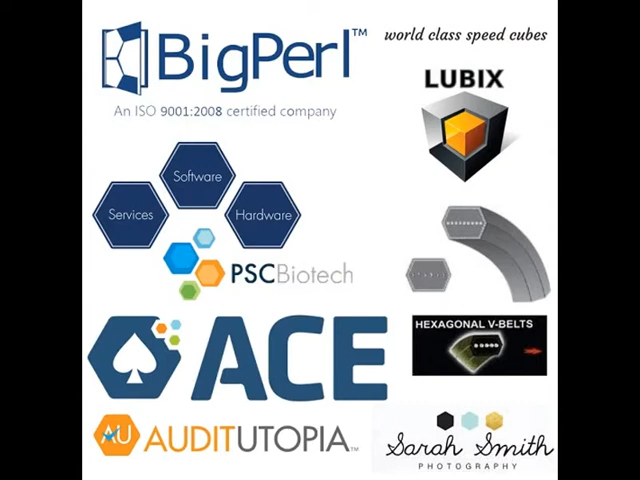 BigPerl™
An ISO 9001:2008 certified company
world class speed cubes
LUBIX
Software
Services
Hardware
PSCBiotech
ACE
HEXAGONAL V-BELTS
AU AUDITUTOPIA™
Sarah Smith
PHOTOGRAPHY